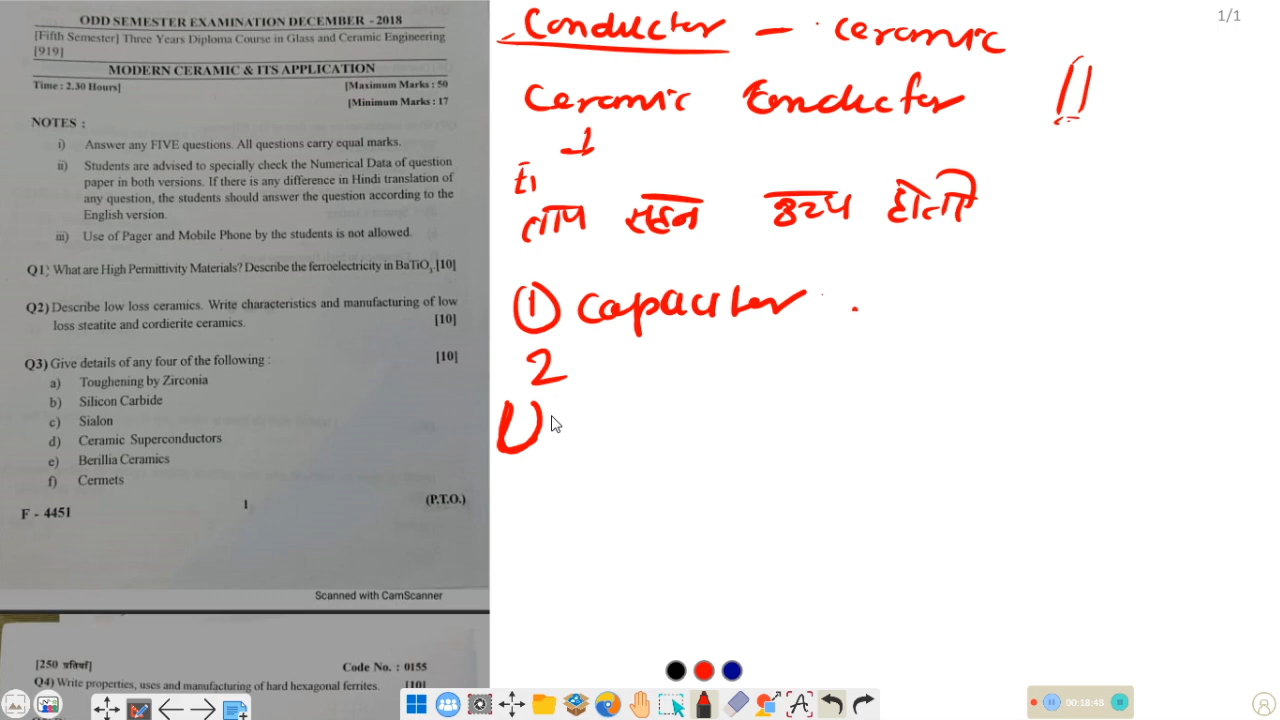 ODD SEMESTER EXAMINATION DECEMBER - 2018
[Fifth Semester] Three Years Diploma Course in Glass and Ceramic Engineering
[919]
MODERN CERAMIC & ITS APPLICATION
Time : 2.30 Hours] [Maximum Marks : 50
[Minimum Marks : 17
NOTES :
i) Answer any FIVE questions. All questions carry equal marks.
ii) Students are advised to specially check the Numerical Data of question
paper in both versions. If there is any difference in Hindi translation of
any question, the students should answer the question according to the
English version.
iii) Use of Pager and Mobile Phone by the students is not allowed.
Q1) What are High Permittivity Materials? Describe the ferroelectricity in BaTiO3. [10]
Q2) Describe low loss ceramics. Write characteristics and manufacturing of low
loss steatite and cordierite ceramics. [10]
Q3) Give details of any four of the following : [10]
a) Toughening by Zirconia
b) Silicon Carbide
c) Sialon
d) Ceramic Superconductors
e) Berillia Ceramics
f) Cermets
1 (P.T.O.)
F - 4451
Scanned with CamScanner
[250 प्रतियाँ] Code No. : 0155
Q4) Write properties, uses and manufacturing of hard hexagonal ferrites. [10]
1/1
Conductor - ceramic
Ceramic Conductor !!
ताप सहन होती
① Capacitor .
2
00:18:43